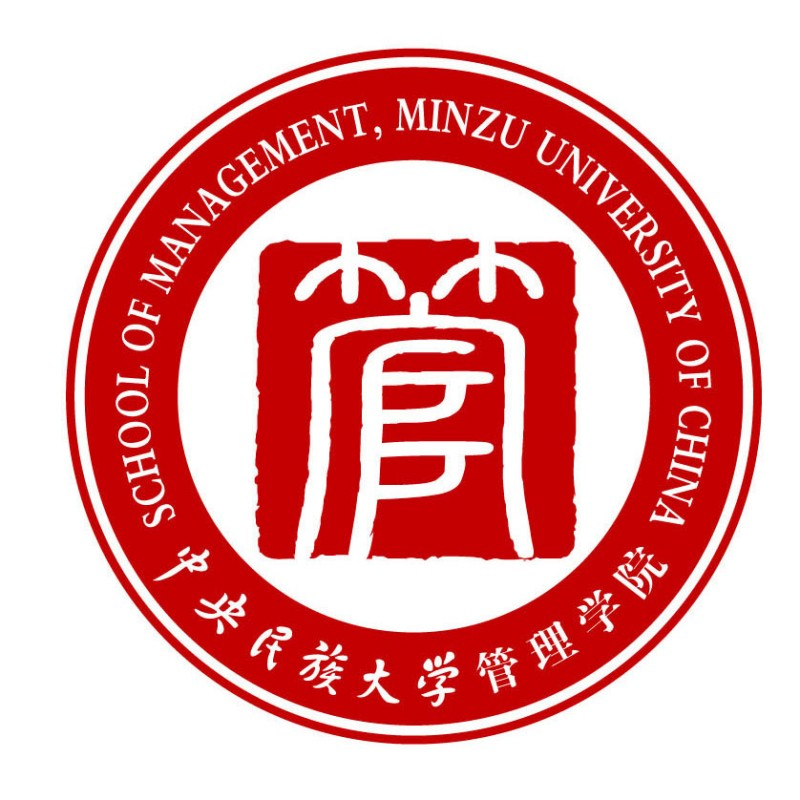 SCHOOL OF MANAGEMENT, MINZU UNIVERSITY OF CHINA
管
中央民族大学管理学院